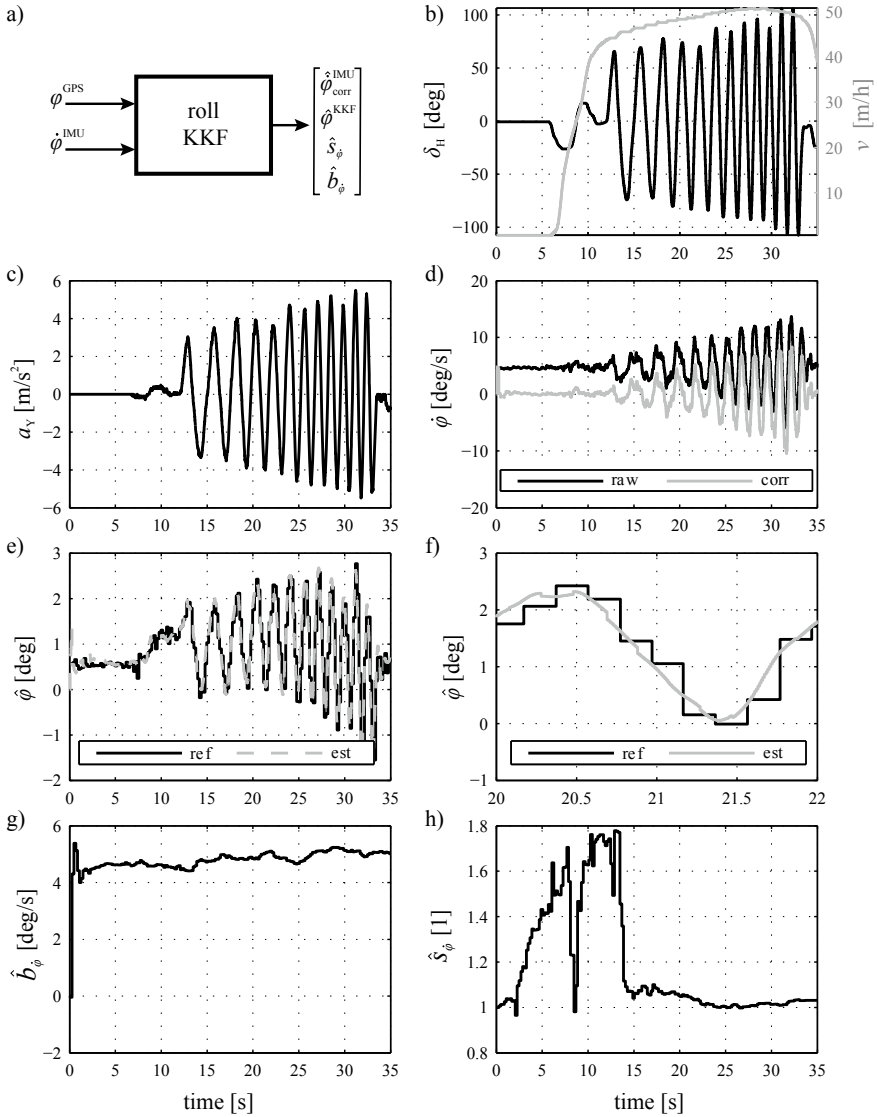 a)
φ^GPS
φ̇^IMU
roll
KKF
φ̂^IMU_corr
φ̂^KKF
ŝ_φ̇
b̂_φ̇
b)
δ_H [deg]
100
50
0
−50
−100
v [m/h]
50
40
30
20
10
0 5 10 15 20 25 30
c)
a_Y [m/s²]
6
4
2
0
−2
−4
−6
0 5 10 15 20 25 30 35
d)
φ̇ [deg/s]
20
10
0
−10
−20
raw corr
0 5 10 15 20 25 30 35
e)
φ̂ [deg]
3
2
1
0
−1
−2
ref est
0 5 10 15 20 25 30 35
f)
φ̂ [deg]
3
2
1
0
−1
ref est
20 20.5 21 21.5 22
g)
b̂_φ̇ [deg/s]
6
4
2
0
−2
0 5 10 15 20 25 30 35
time [s]
h)
ŝ_φ̇ [1]
1.8
1.6
1.4
1.2
1
0.8
0 5 10 15 20 25 30 35
time [s]